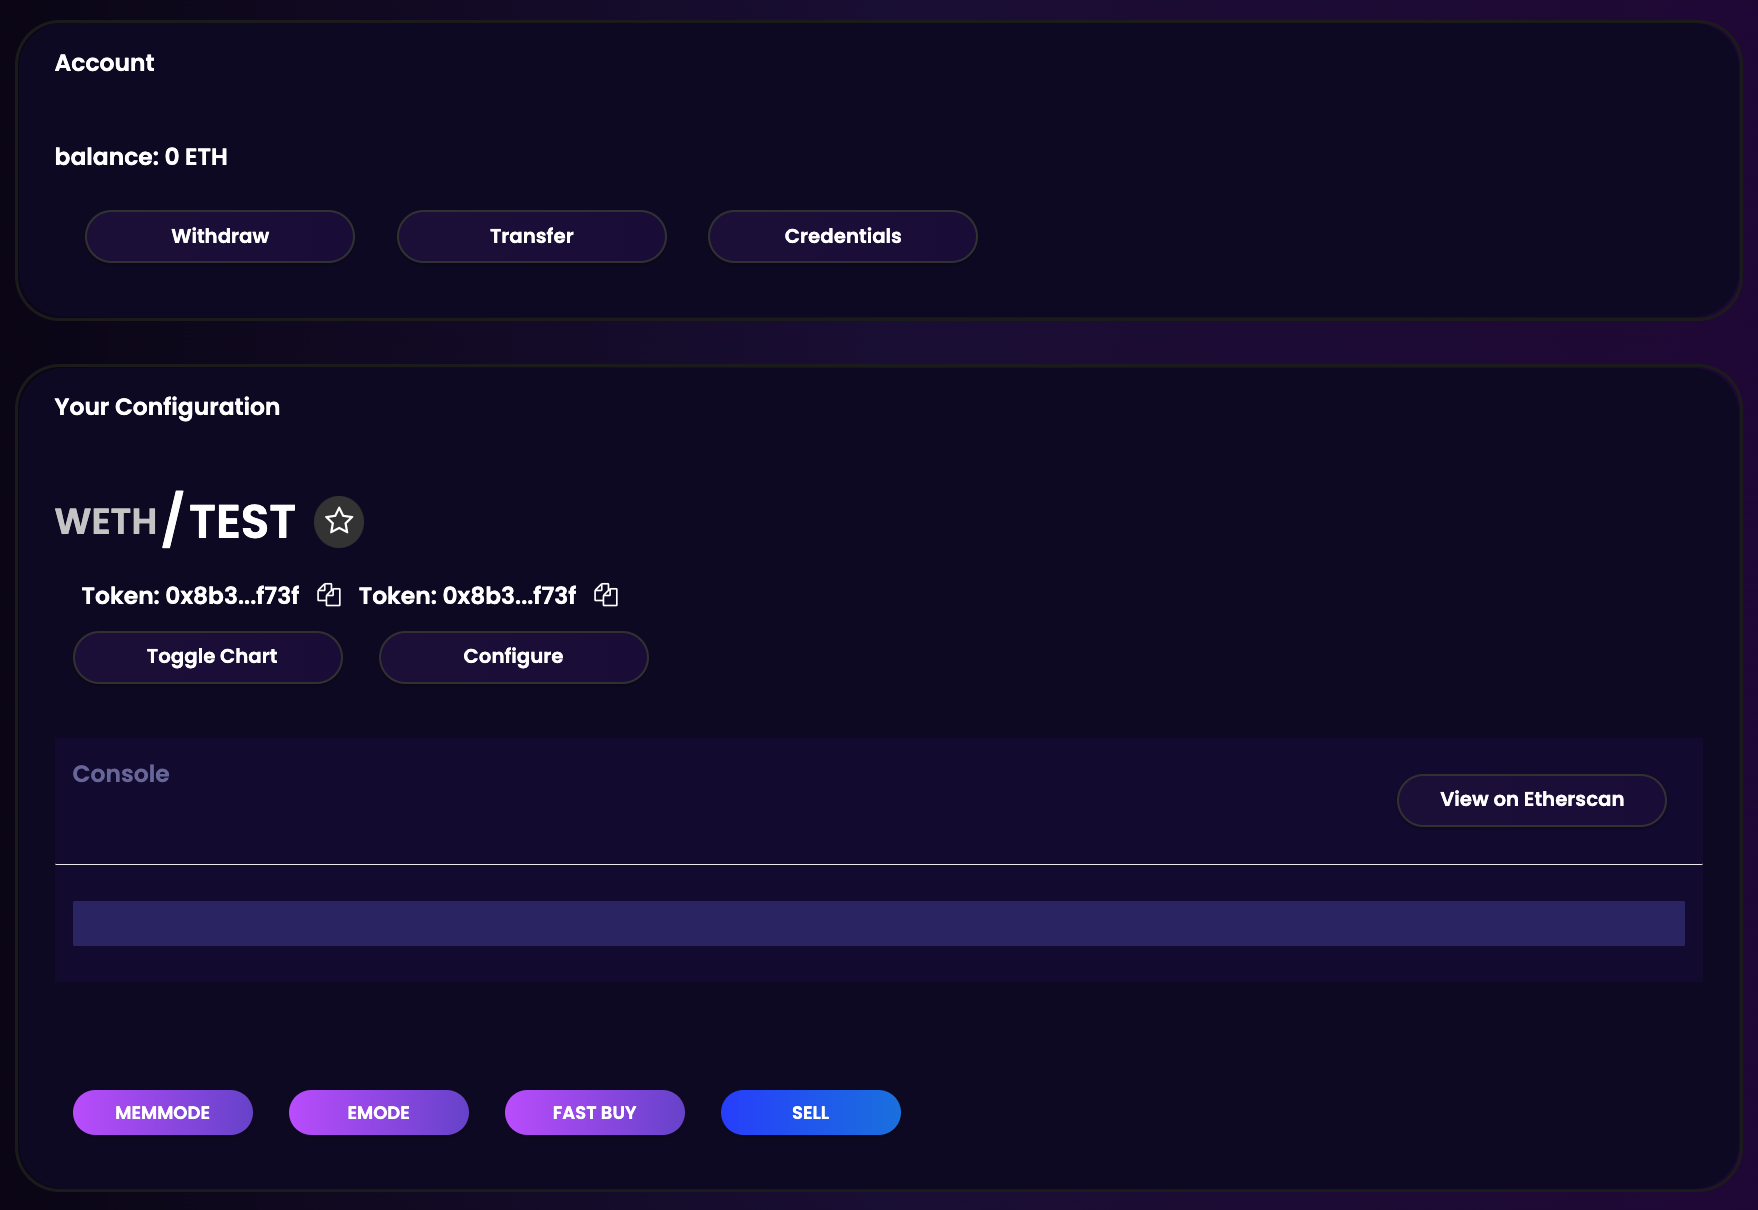 Account
balance: 0 ETH
Withdraw
Transfer
Credentials
Your Configuration
WETH/TEST
Token: 0x8b3...f73f Token: 0x8b3...f73f
Toggle Chart
Configure
Console
View on Etherscan
MEMMODE
EMODE
FAST BUY
SELL